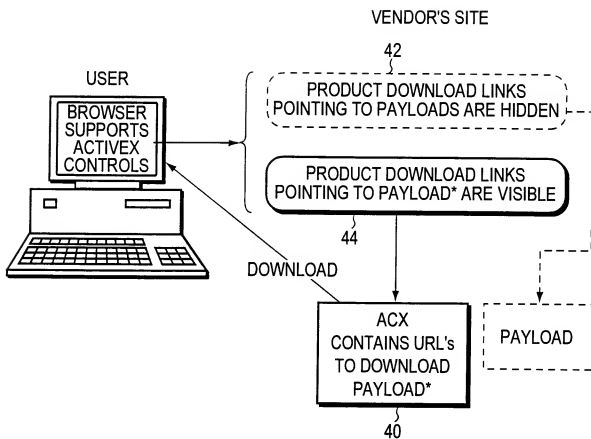 VENDOR'S SITE
42
USER
PRODUCT DOWNLOAD LINKS
POINTING TO PAYLOADS ARE HIDDEN
BROWSER
SUPPORTS
ACTIVEX
CONTROLS
PRODUCT DOWNLOAD LINKS
POINTING TO PAYLOAD* ARE VISIBLE
44
DOWNLOAD
ACX
CONTAINS URL's
TO DOWNLOAD
PAYLOAD*
PAYLOAD
40